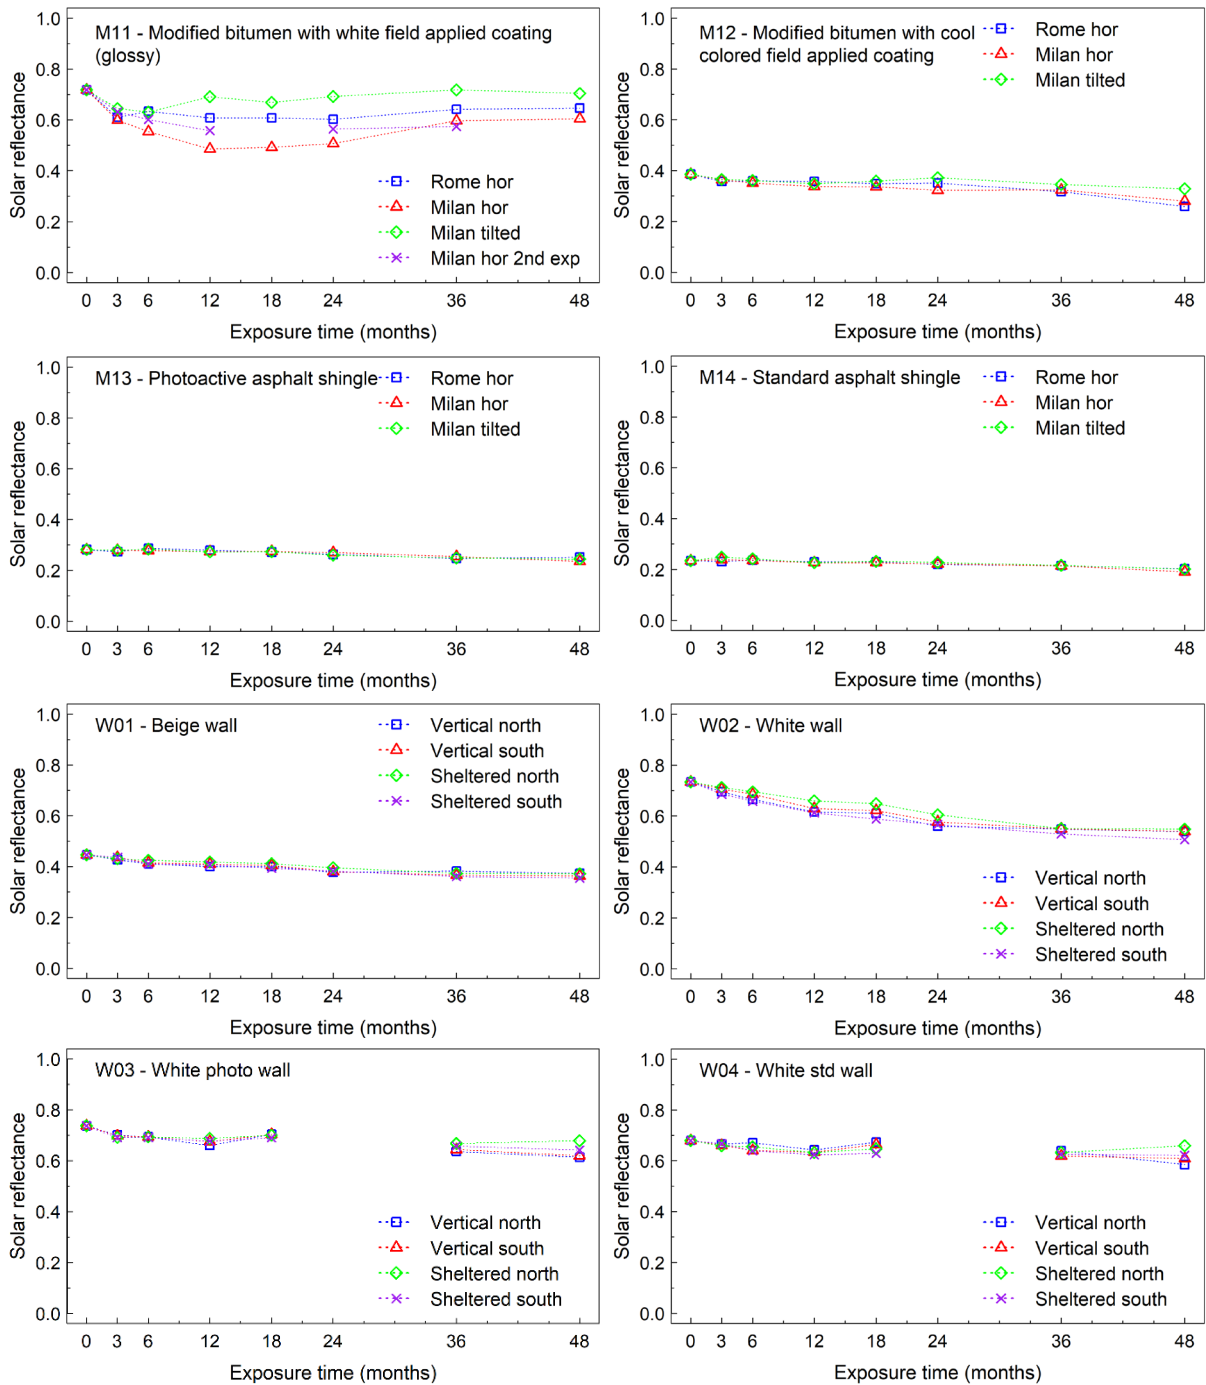 M11 - Modified bitumen with white field applied coating
(glossy)
Solar reflectance
1.0
0.8
0.6
0.4
0.2
0.0
Rome hor
Milan hor
Milan tilted
Milan hor 2nd exp
0 3 6 12 18 24 36 48
Exposure time (months)
M12 - Modified bitumen with cool
colored field applied coating
Solar reflectance
1.0
0.8
0.6
0.4
0.2
0.0
Rome hor
Milan hor
Milan tilted
0 3 6 12 18 24 36 48
Exposure time (months)
M13 - Photoactive asphalt shingle
Solar reflectance
1.0
0.8
0.6
0.4
0.2
0.0
Rome hor
Milan hor
Milan tilted
0 3 6 12 18 24 36 48
Exposure time (months)
M14 - Standard asphalt shingle
Solar reflectance
1.0
0.8
0.6
0.4
0.2
0.0
Rome hor
Milan hor
Milan tilted
0 3 6 12 18 24 36 48
Exposure time (months)
W01 - Beige wall
Solar reflectance
1.0
0.8
0.6
0.4
0.2
0.0
Vertical north
Vertical south
Sheltered north
Sheltered south
0 3 6 12 18 24 36 48
Exposure time (months)
W02 - White wall
Solar reflectance
1.0
0.8
0.6
0.4
0.2
0.0
Vertical north
Vertical south
Sheltered north
Sheltered south
0 3 6 12 18 24 36 48
Exposure time (months)
W03 - White photo wall
Solar reflectance
1.0
0.8
0.6
0.4
0.2
0.0
Vertical north
Vertical south
Sheltered north
Sheltered south
0 3 6 12 18 24 36 48
Exposure time (months)
W04 - White std wall
Solar reflectance
1.0
0.8
0.6
0.4
0.2
0.0
Vertical north
Vertical south
Sheltered north
Sheltered south
0 3 6 12 18 24 36 48
Exposure time (months)